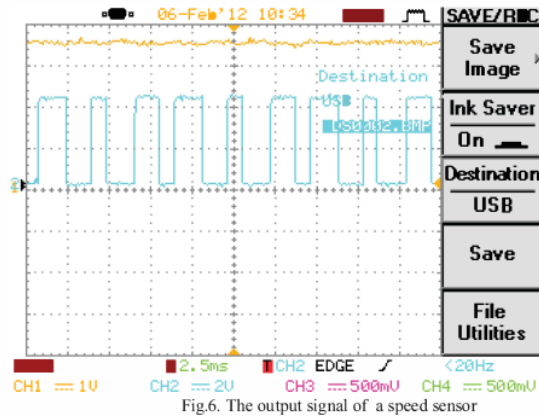 06-Feb'12 10:34
SAVE/REC
Save
Image
Destination
USB
DS0002.BMP
Ink Saver
On
Destination
USB
Save
File
Utilities
2
2.5ms
T CH2 EDGE
<20Hz
CH1 1V
CH2 2V
CH3 500mV
CH4 500mV
Fig.6. The output signal of a speed sensor